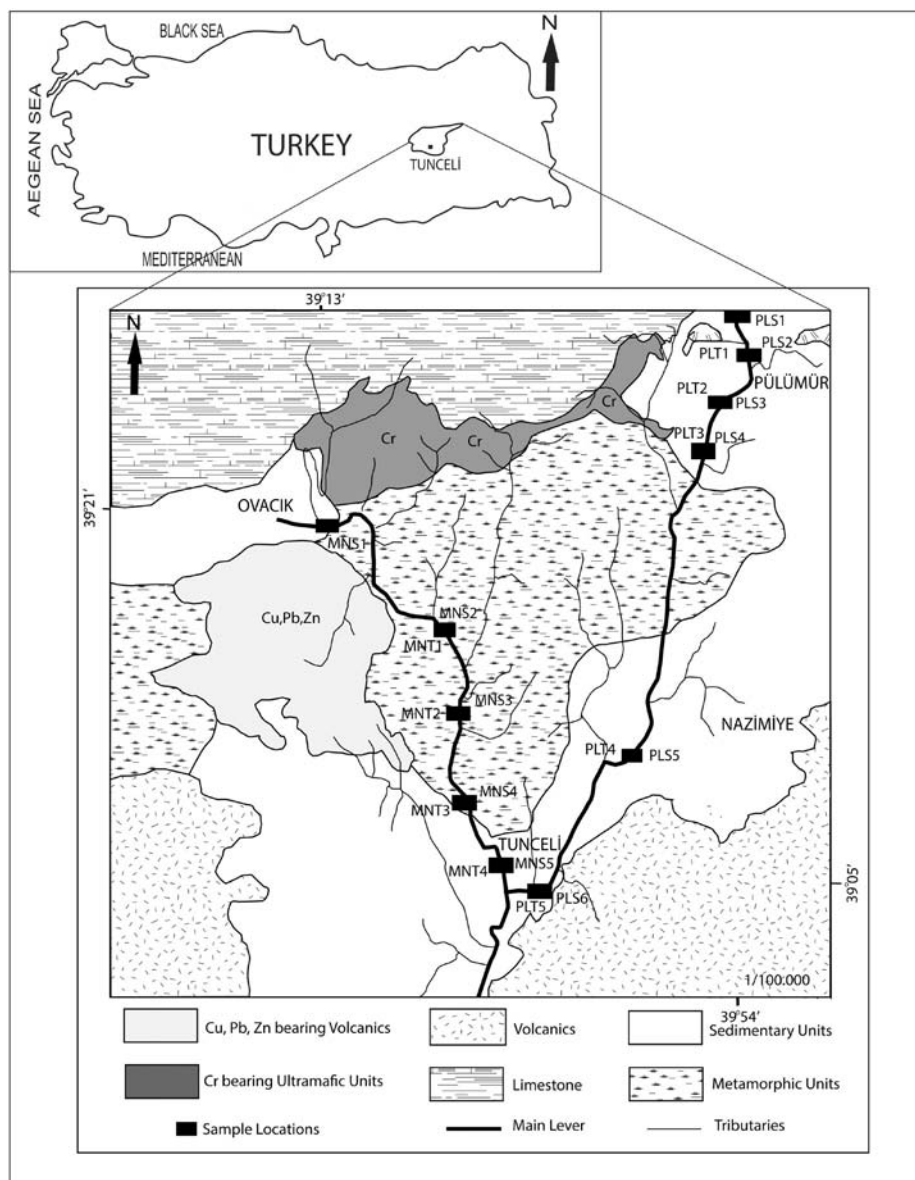 BLACK SEA
N
AEGEAN SEA
TURKEY
TUNCELİ
MEDITERRANEAN
39°13'
N
PLS1
PLT1
PLS2
PÜLÜMÜR
PLT2
PLS3
Cr
PLT3
PLS4
Cr
Cr
39°21'
OVACIK
MNS1
Cu,Pb,Zn
MNS2
MNT1
MNS3
MNT2
NAZIMIYE
PLT4
PLS5
MNS4
MNT3
TUNCELİ
MNT4
MNS5
PLT5
PLS6
39°05'
1/100.000
39°54'
Cu, Pb, Zn bearing Volcanics
Volcanics
Sedimentary Units
Cr bearing Ultramafic Units
Limestone
Metamorphic Units
Sample Locations
Main Lever
Tributaries